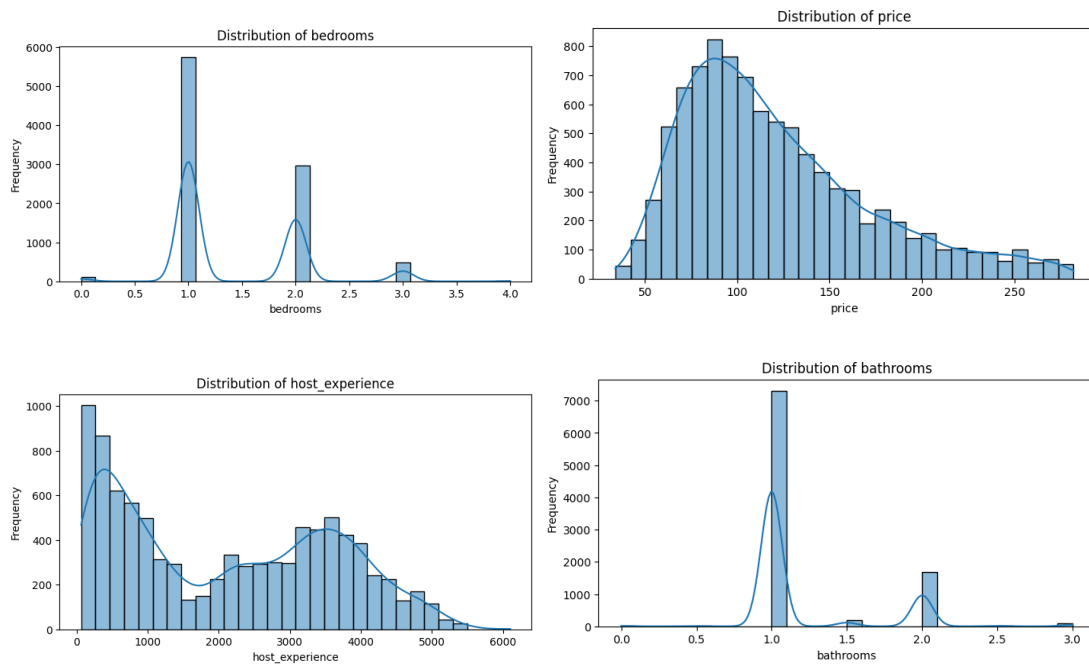 Distribution of bedrooms
6000
5000
4000
3000
2000
1000
0
Frequency
0.0 0.5 1.0 1.5 2.0 2.5 3.0 3.5 4.0
bedrooms
Distribution of price
800
700
600
500
400
300
200
100
0
Frequency
50 100 150 200 250
price
Distribution of host_experience
1000
800
600
400
200
0
Frequency
0 1000 2000 3000 4000 5000 6000
host_experience
Distribution of bathrooms
7000
6000
5000
4000
3000
2000
1000
0
Frequency
0.0 0.5 1.0 1.5 2.0 2.5 3.0
bathrooms